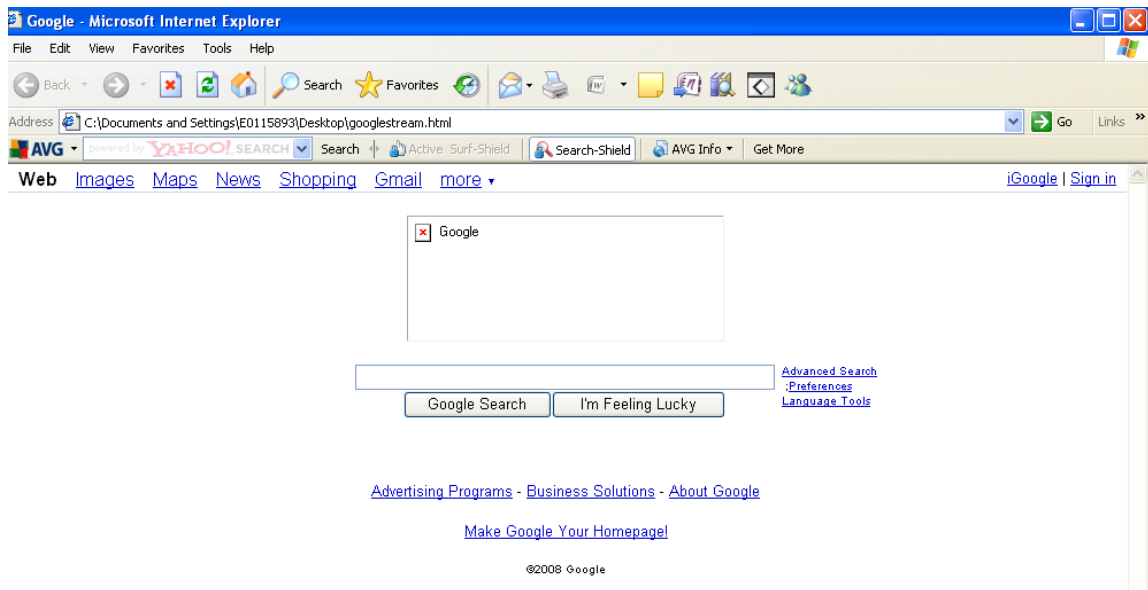 Google - Microsoft Internet Explorer
File Edit View Favorites Tools Help
Back Search Favorites
Address C:\Documents and Settings\E0115893\Desktop\googlestream.html Go Links »
AVG powered by YAHOO! SEARCH Search Active Surf-Shield Search-Shield AVG Info Get More
Web Images Maps News Shopping Gmail more iGoogle | Sign in
Google
Advanced Search
;Preferences
Google Search I'm Feeling Lucky Language Tools
Advertising Programs - Business Solutions - About Google
Make Google Your Homepage!
©2008 Google